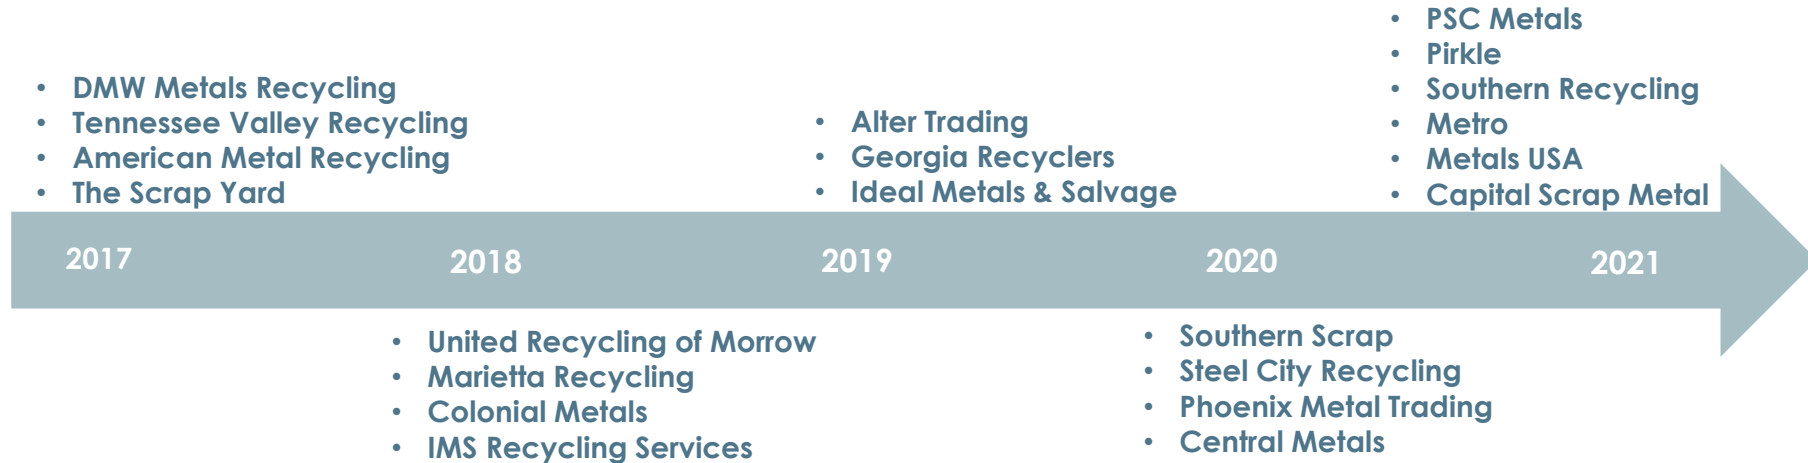 • PSC Metals
• Pirkle
• Southern Recycling
• Metro
• Metals USA
• Capital Scrap Metal
• DMW Metals Recycling
• Tennessee Valley Recycling
• American Metal Recycling
• The Scrap Yard
• Alter Trading
• Georgia Recyclers
• Ideal Metals & Salvage
2017
2018
2019
2020
2021
• United Recycling of Morrow
• Marietta Recycling
• Colonial Metals
• IMS Recycling Services
• Southern Scrap
• Steel City Recycling
• Phoenix Metal Trading
• Central Metals